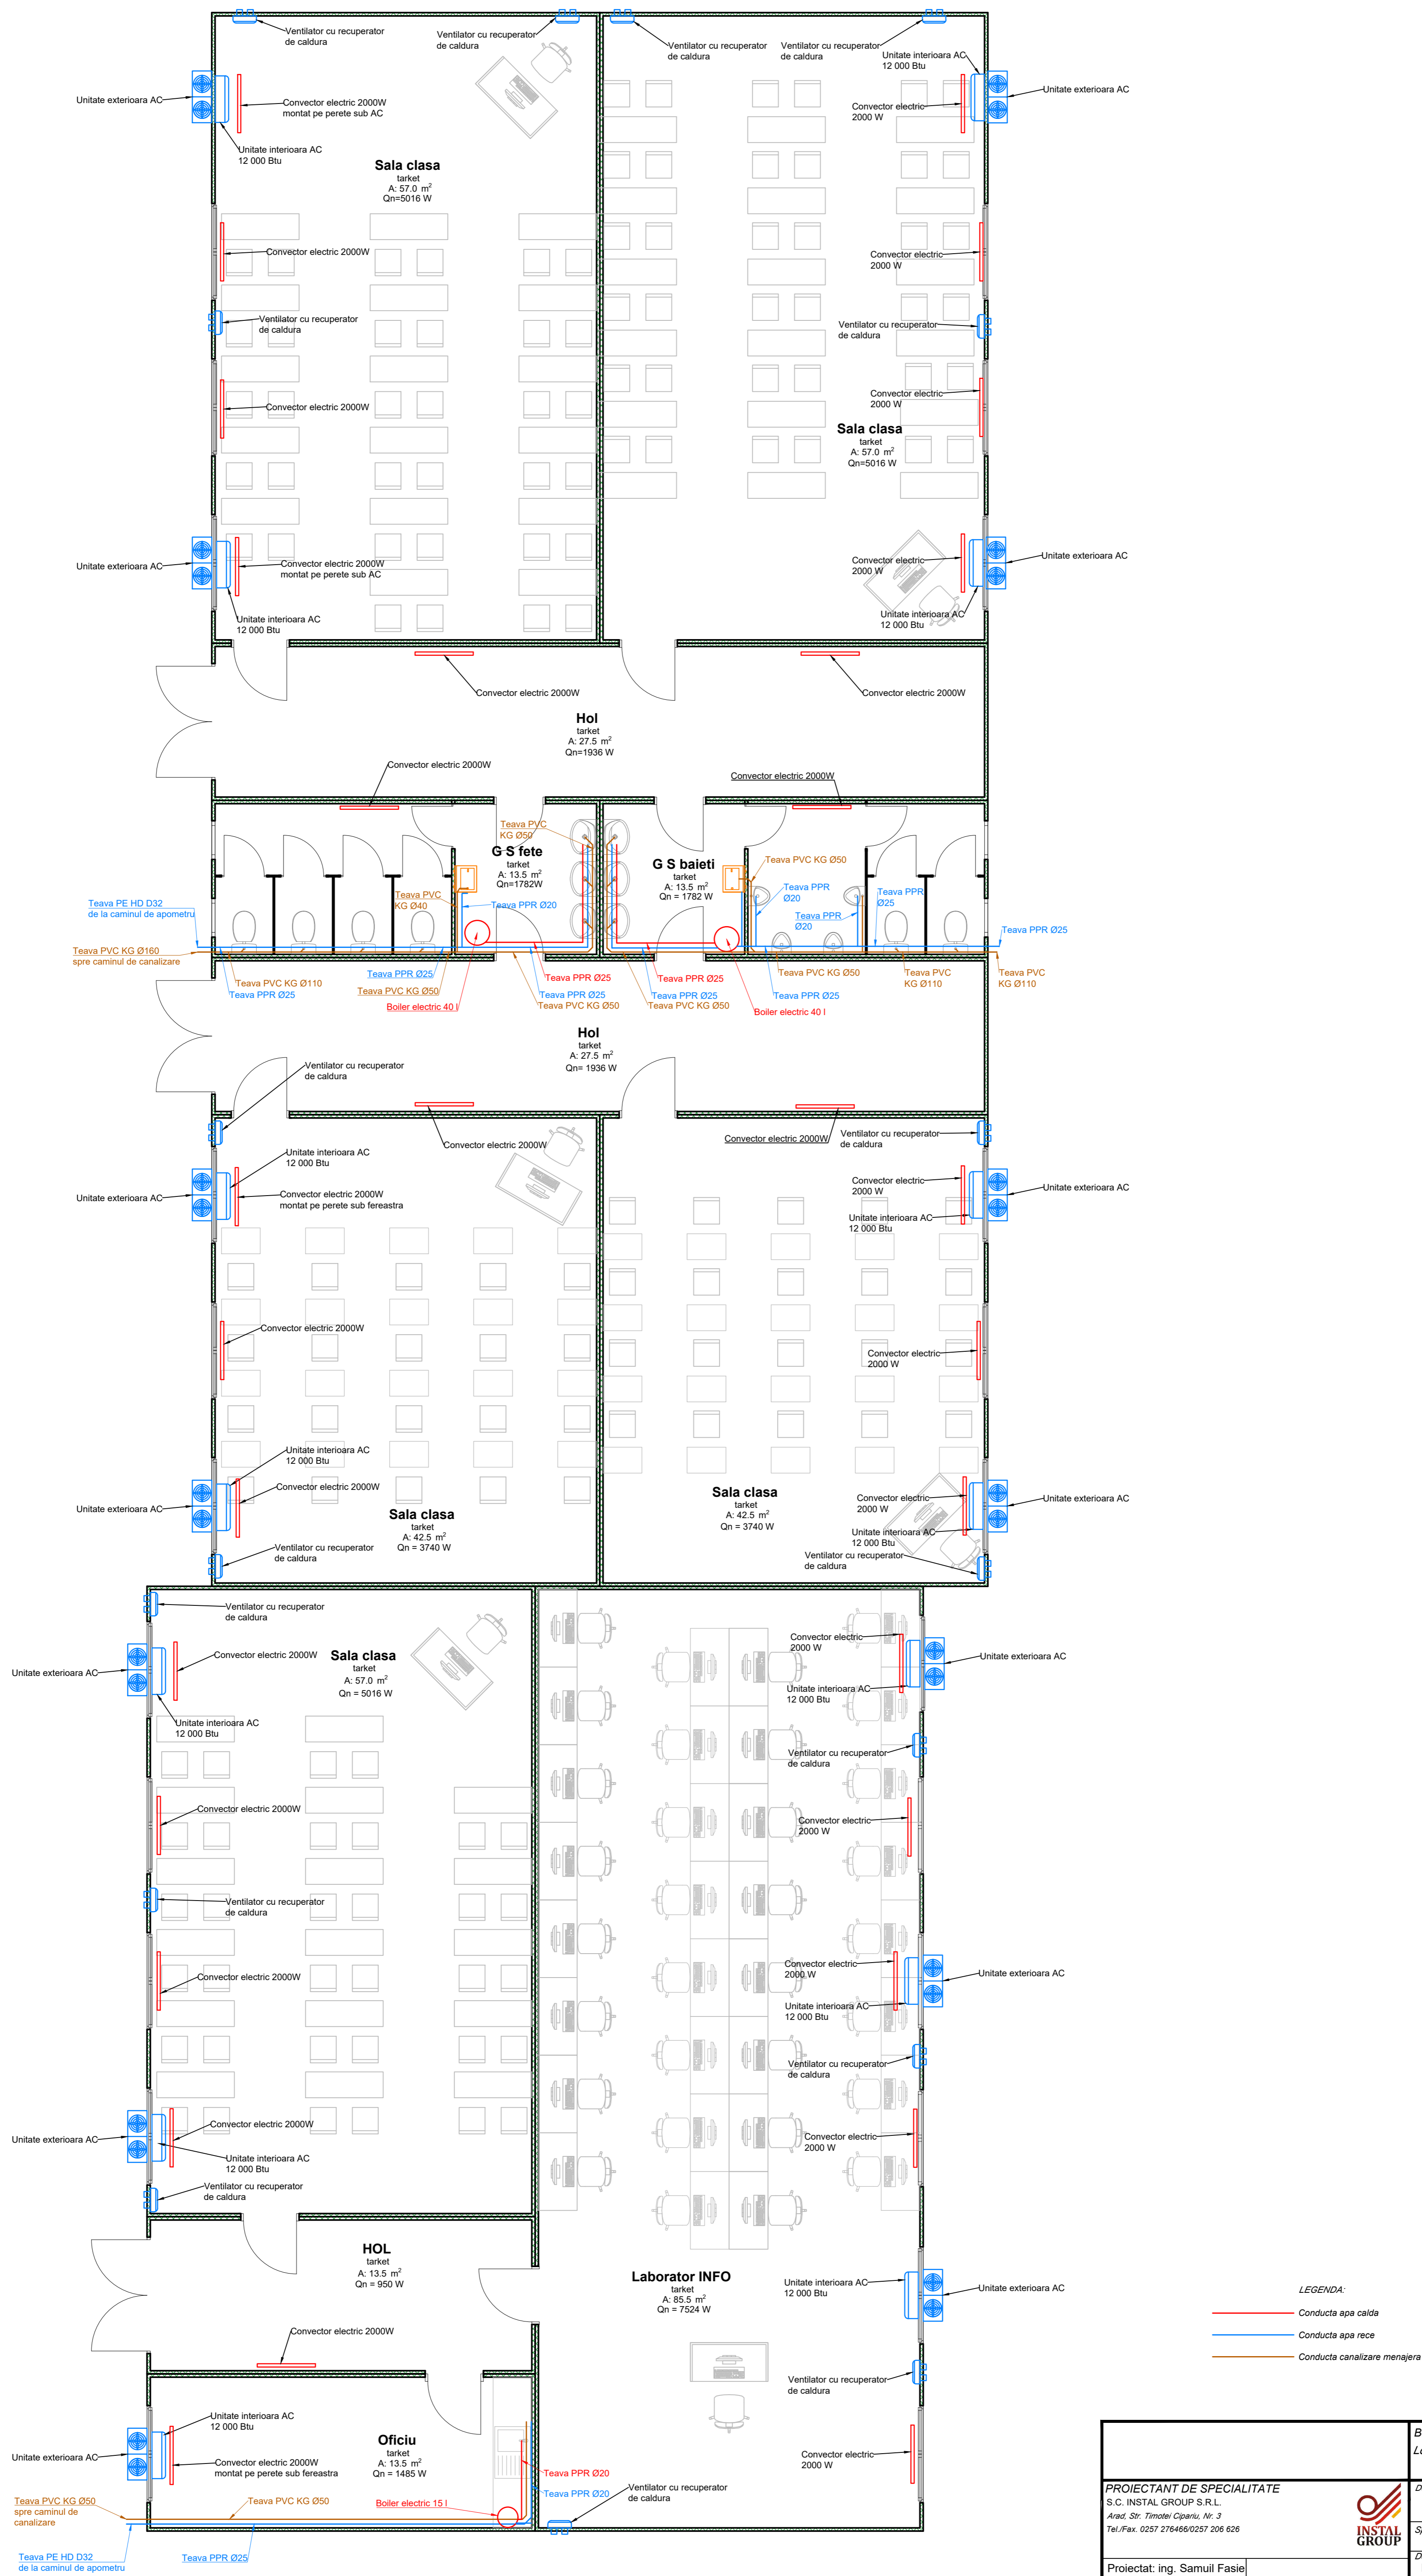 Ventilator cu recuperator
de caldura
Ventilator cu recuperator
de caldura
Ventilator cu recuperator
de caldura
Ventilator cu recuperator
de caldura
Unitate interioara AC
12 000 Btu
Unitate exterioara AC
Convector electric 2000W
montat pe perete sub AC
Convector electric
2000 W
Unitate exterioara AC
Unitate interioara AC
12 000 Btu
Sala clasa
tarket
A: 57.0 m²
Qn=5016 W
Convector electric 2000W
Convector electric
2000 W
Ventilator cu recuperator
de caldura
Ventilator cu recuperator
de caldura
Convector electric 2000W
Convector electric
2000 W
Sala clasa
tarket
A: 57.0 m²
Qn=5016 W
Unitate exterioara AC
Convector electric 2000W
montat pe perete sub AC
Convector electric
2000 W
Unitate exterioara AC
Unitate interioara AC
12 000 Btu
Unitate interioara AC
12 000 Btu
Convector electric 2000W
Convector electric 2000W
Hol
tarket
A: 27.5 m²
Qn=1936 W
Convector electric 2000W
Convector electric 2000W
Teava PVC
KG Ø50
G S fete
tarket
A: 13.5 m²
Qn=1782W
G S baieti
tarket
A: 13.5 m²
Qn = 1782 W
Teava PVC KG Ø50
Teava PVC
KG Ø40
Teava PPR Ø20
Teava PPR
Ø20
Teava PPR
Ø20
Teava PPR
Ø25
Teava PE HD D32
de la caminul de apometru
Teava PPR Ø25
Teava PVC KG Ø160
spre caminul de canalizare
Teava PVC KG Ø110
Teava PPR Ø25
Teava PPR Ø25
Teava PVC KG Ø50
Boiler electric 40 l
Teava PPR Ø25
Teava PPR Ø25
Teava PVC KG Ø50
Teava PPR Ø25
Teava PPR Ø25
Teava PVC KG Ø50
Teava PVC KG Ø50
Teava PPR Ø25
Boiler electric 40 l
Teava PVC
KG Ø110
Teava PVC
KG Ø110
Hol
tarket
A: 27.5 m²
Qn= 1936 W
Ventilator cu recuperator
de caldura
Convector electric 2000W
Convector electric 2000W
Ventilator cu recuperator
de caldura
Unitate interioara AC
12 000 Btu
Unitate exterioara AC
Convector electric 2000W
montat pe perete sub fereastra
Convector electric
2000 W
Unitate exterioara AC
Unitate interioara AC
12 000 Btu
Convector electric 2000W
Convector electric
2000 W
Unitate interioara AC
12 000 Btu
Convector electric 2000W
Unitate exterioara AC
Sala clasa
tarket
A: 42.5 m²
Qn = 3740 W
Sala clasa
tarket
A: 42.5 m²
Qn = 3740 W
Convector electric
2000 W
Unitate exterioara AC
Unitate interioara AC
12 000 Btu
Ventilator cu recuperator
de caldura
Ventilator cu recuperator
de caldura
Ventilator cu recuperator
de caldura
Convector electric
2000 W
Unitate exterioara AC
Convector electric 2000W
Sala clasa
tarket
A: 57.0 m²
Qn = 5016 W
Unitate exterioara AC
Unitate interioara AC
12 000 Btu
Unitate interioara AC
12 000 Btu
Ventilator cu recuperator
de caldura
Convector electric 2000W
Convector electric
2000 W
Ventilator cu recuperator
de caldura
Convector electric 2000W
Convector electric
2000 W
Unitate exterioara AC
Unitate interioara AC
12 000 Btu
Ventilator cu recuperator
de caldura
Convector electric 2000W
Unitate exterioara AC
Unitate interioara AC
12 000 Btu
Convector electric
2000 W
Ventilator cu recuperator
de caldura
HOL
tarket
A: 13.5 m²
Qn = 950 W
Laborator INFO
tarket
A: 85.5 m²
Qn = 7524 W
Unitate interioara AC
12 000 Btu
Unitate exterioara AC
LEGENDA:
Conducta apa calda
Conducta apa rece
Conducta canalizare menajera
Convector electric 2000W
Ventilator cu recuperator
de caldura
Unitate interioara AC
12 000 Btu
Oficiu
tarket
A: 13.5 m²
Qn = 1485 W
Unitate exterioara AC
Convector electric 2000W
montat pe perete sub fereastra
Convector electric
2000 W
Teava PPR Ø20
Teava PPR Ø20
Ventilator cu recuperator
de caldura
Teava PVC KG Ø50
spre caminul de
canalizare
Teava PVC KG Ø50
Boiler electric 15 l
Teava PE HD D32
de la caminul de apometru
Teava PPR Ø25
PROIECTANT DE SPECIALITATE
S.C. INSTAL GROUP S.R.L.
Arad, Str. Timotei Cipariu, Nr. 3
Tel./Fax. 0257 276466/0257 206 626
INSTAL
GROUP
Proiectat: ing. Samuil Fasie